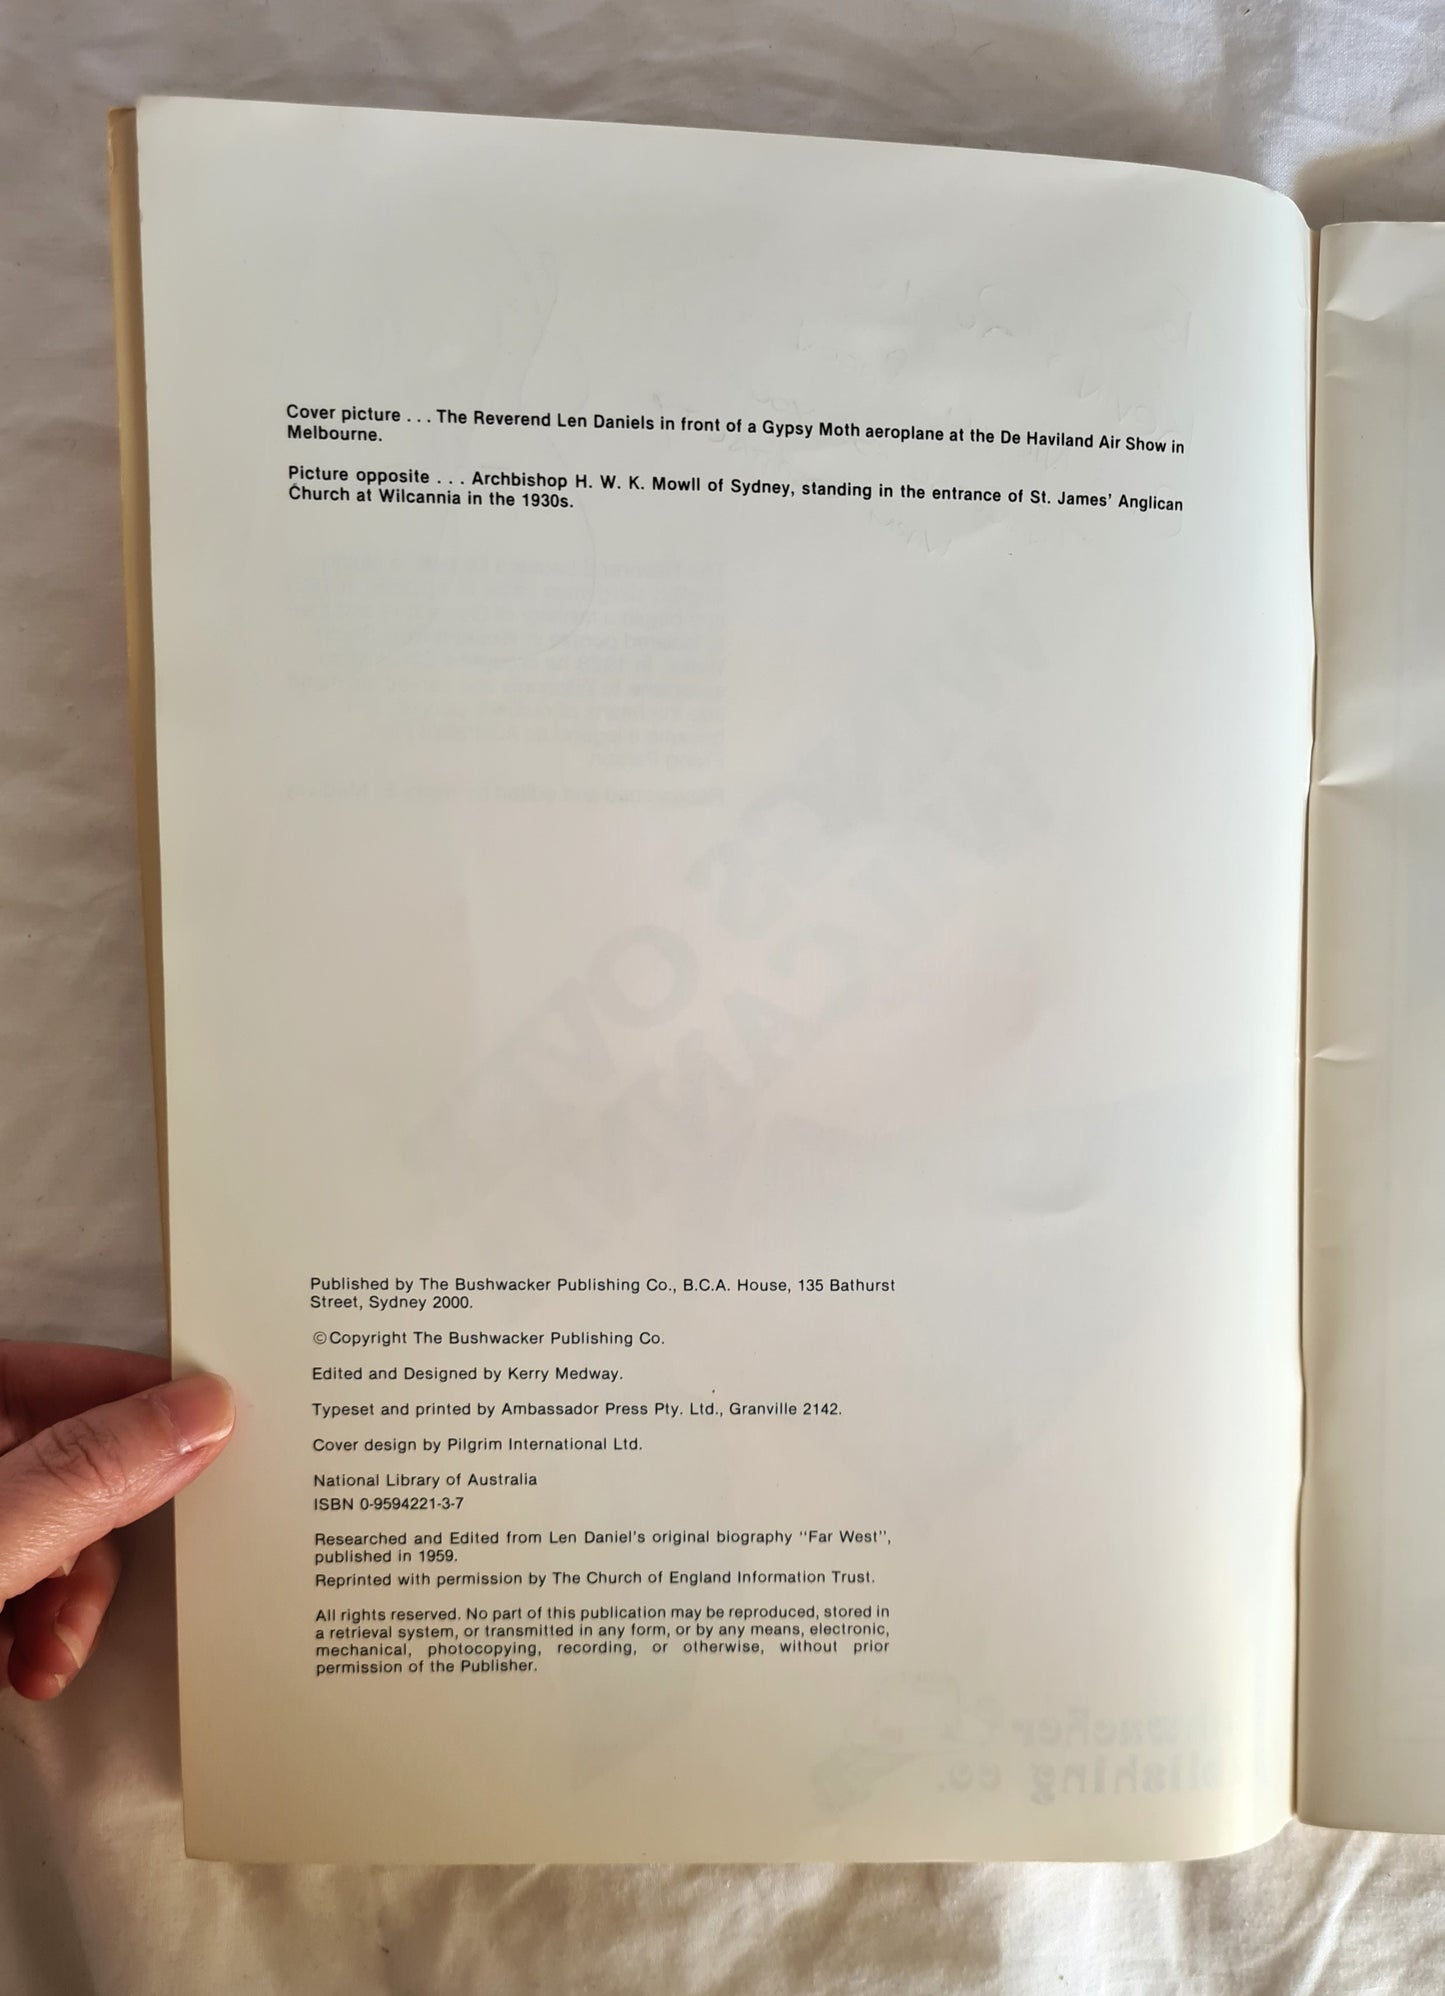 Cover picture . . . The Reverend Len Daniels in front of a Gypsy Moth aeroplane at the De Haviland Air Show in
Melbourne.
Picture opposite . . . Archbishop H. W. K. Mowll of Sydney, standing in the entrance of St. James' Anglican
Church at Wilcannia in the 1930s.
Published by The Bushwacker Publishing Co., B.C.A. House, 135 Bathurst
Street, Sydney 2000.
©Copyright The Bushwacker Publishing Co.
Edited and Designed by Kerry Medway.
Typeset and printed by Ambassador Press Pty. Ltd., Granville 2142.
Cover design by Pilgrim International Ltd.
National Library of Australia
ISBN 0-9594221-3-7
Researched and Edited from Len Daniel's original biography "Far West",
published in 1959.
Reprinted with permission by The Church of England Information Trust.
All rights reserved. No part of this publication may be reproduced, stored in
a retrieval system, or transmitted in any form, or by any means, electronic,
mechanical, photocopying, recording, or otherwise, without prior
permission of the Publisher.